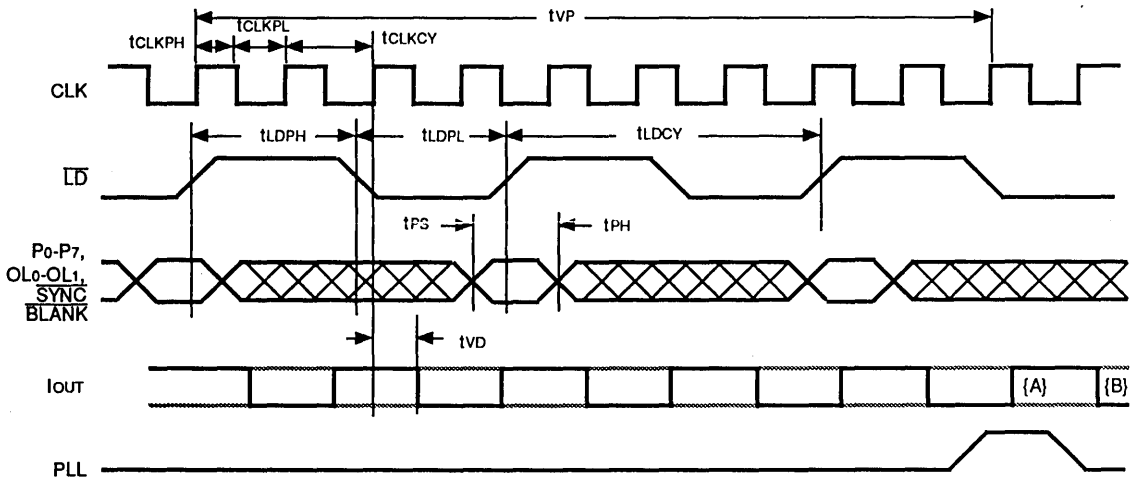 tVP
tCLKPH tCLKPL tCLKCY
CLK
tLDPH tLDPL tLDCY
LD
tPS tPH
P0-P7,
OL0-OL1,
SYNC
BLANK
tVD
IOUT {A} {B}
PLL